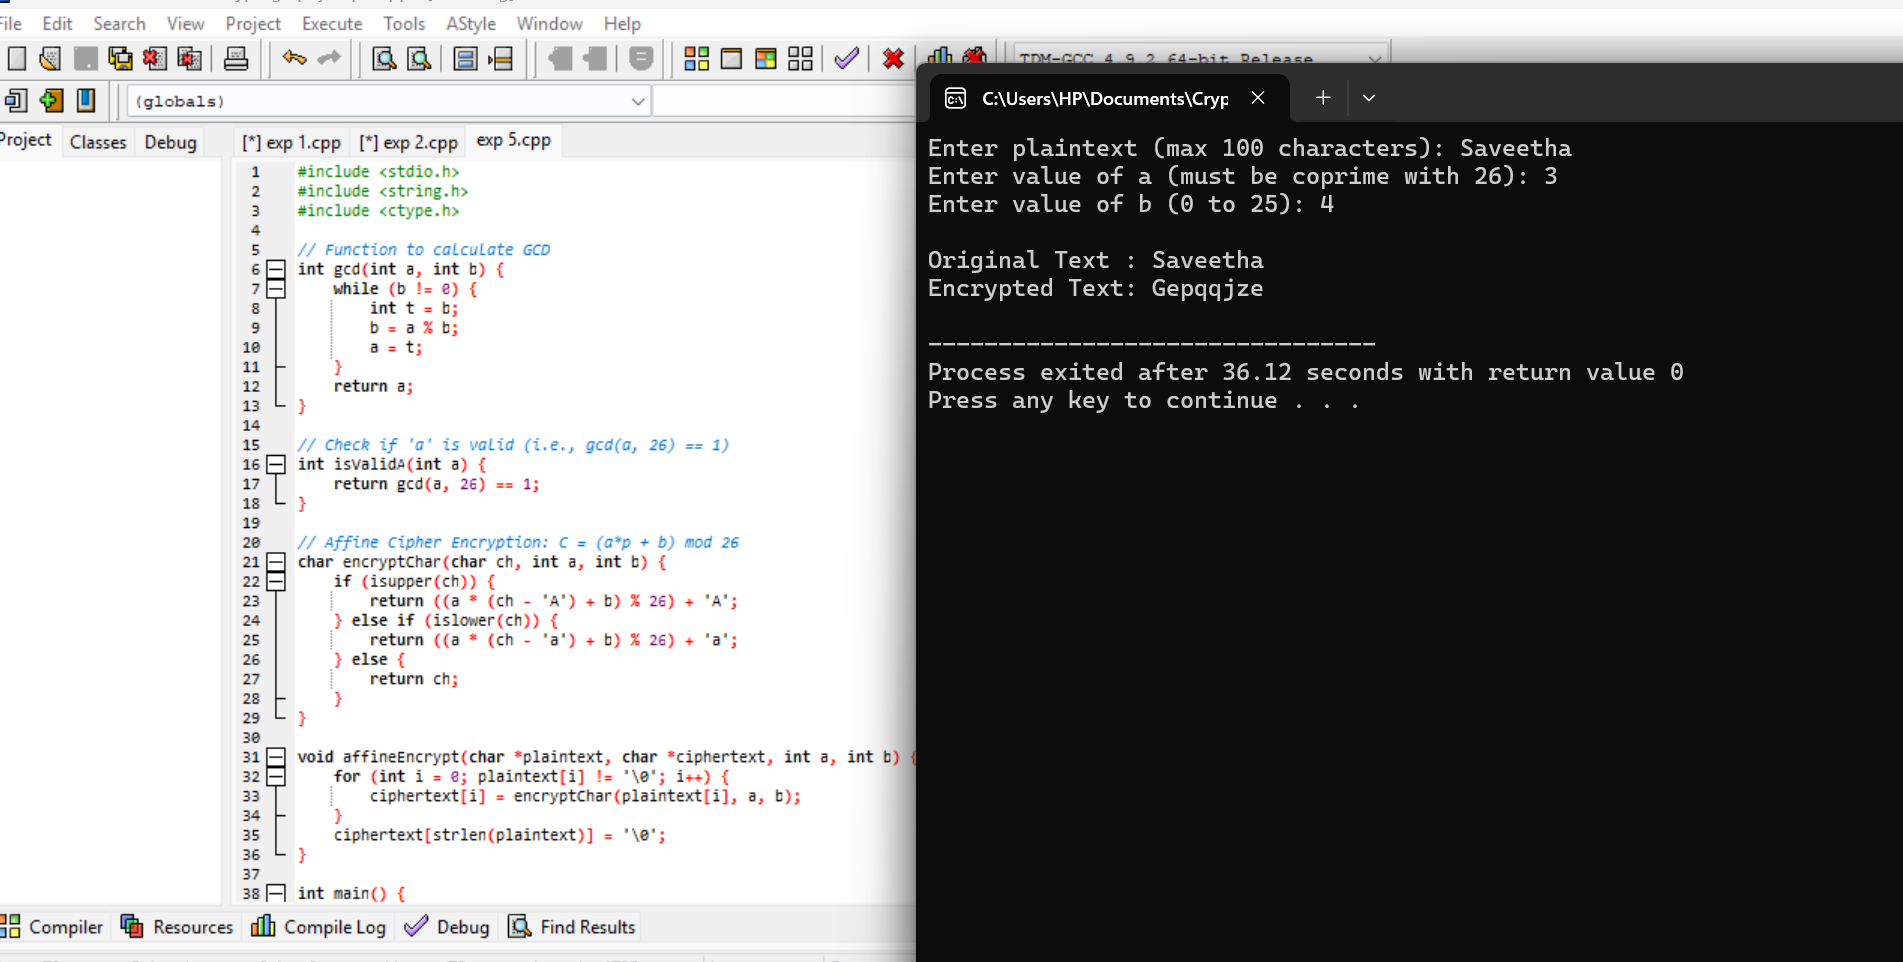 File Edit Search View Project Execute Tools AStyle Window Help
TDM-GCC 4.9.2 64-bit Release
(globals)
Project Classes Debug
[*] exp 1.cpp [*] exp 2.cpp exp 5.cpp
1 #include <stdio.h>
2 #include <string.h>
3 #include <ctype.h>
4
5 // Function to calculate GCD
6 int gcd(int a, int b) {
7 while (b != 0) {
8 int t = b;
9 b = a % b;
10 a = t;
11 }
12 return a;
13 }
14
15 // Check if 'a' is valid (i.e., gcd(a, 26) == 1)
16 int isValidA(int a) {
17 return gcd(a, 26) == 1;
18 }
19
20 // Affine Cipher Encryption: C = (a*p + b) mod 26
21 char encryptChar(char ch, int a, int b) {
22 if (isupper(ch)) {
23 return ((a * (ch - 'A') + b) % 26) + 'A';
24 } else if (islower(ch)) {
25 return ((a * (ch - 'a') + b) % 26) + 'a';
26 } else {
27 return ch;
28 }
29 }
30
31 void affineEncrypt(char *plaintext, char *ciphertext, int a, int b) {
32 for (int i = 0; plaintext[i] != '\0'; i++) {
33 ciphertext[i] = encryptChar(plaintext[i], a, b);
34 }
35 ciphertext[strlen(plaintext)] = '\0';
36 }
37
38 int main() {
Compiler Resources Compile Log Debug Find Results
C:\Users\HP\Documents\Cryp
Enter plaintext (max 100 characters): Saveetha
Enter value of a (must be coprime with 26): 3
Enter value of b (0 to 25): 4
Original Text : Saveetha
Encrypted Text: Gepqqjze
--------------------------------
Process exited after 36.12 seconds with return value 0
Press any key to continue . . .